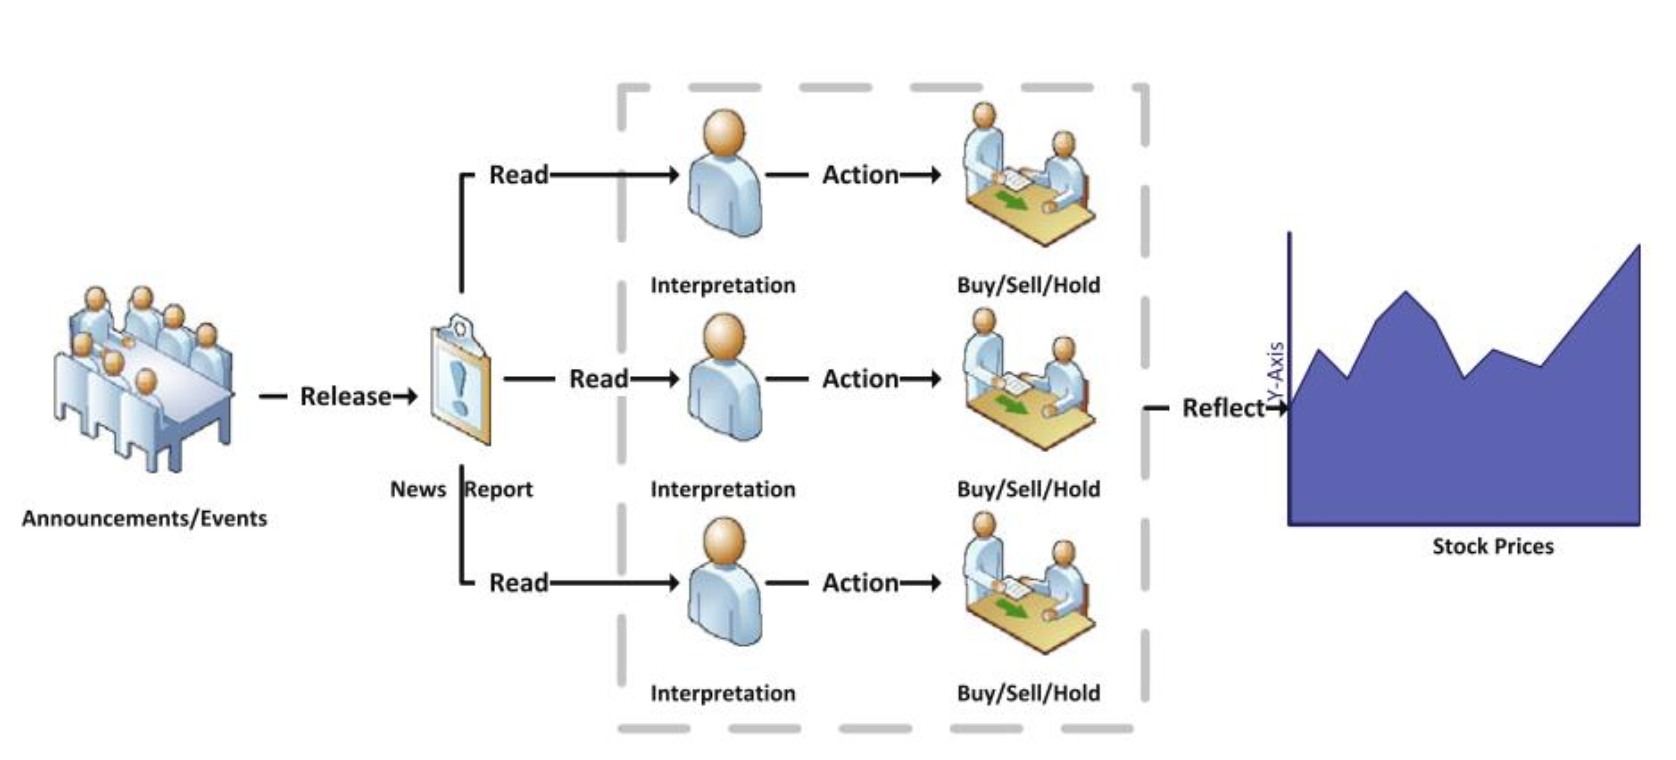 Announcements/Events
Release
News Report
Read
Interpretation
Action
Buy/Sell/Hold
Read
Interpretation
Action
Buy/Sell/Hold
Read
Interpretation
Action
Buy/Sell/Hold
Reflect
Y-Axis
Stock Prices